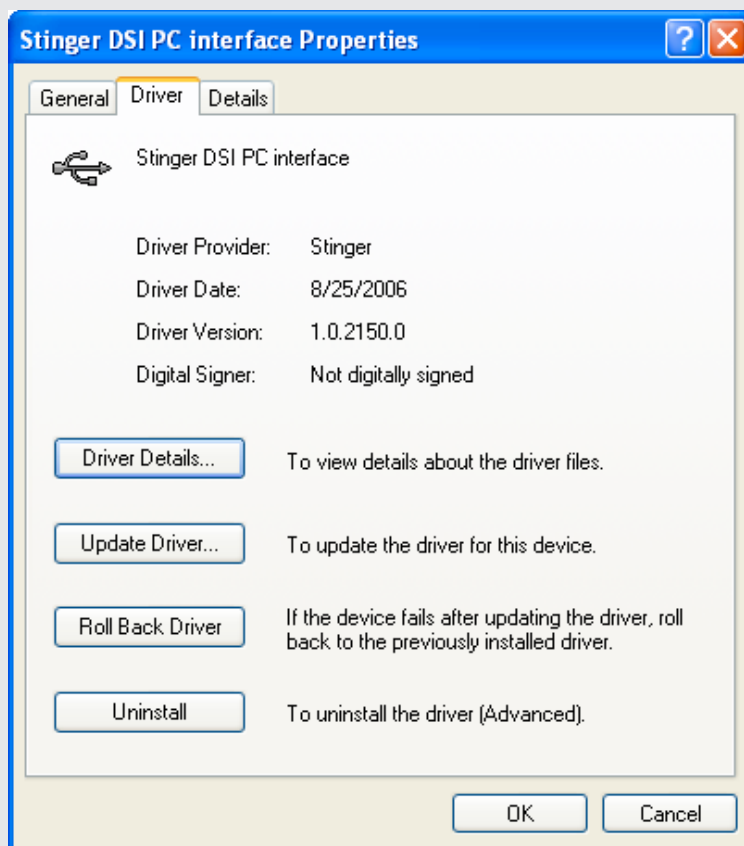 Stinger DSI PC interface Properties
General Driver Details
Stinger DSI PC interface
Driver Provider: Stinger
Driver Date: 8/25/2006
Driver Version: 1.0.2150.0
Digital Signer: Not digitally signed
Driver Details... To view details about the driver files.
Update Driver... To update the driver for this device.
Roll Back Driver If the device fails after updating the driver, roll
back to the previously installed driver.
Uninstall To uninstall the driver (Advanced).
OK Cancel